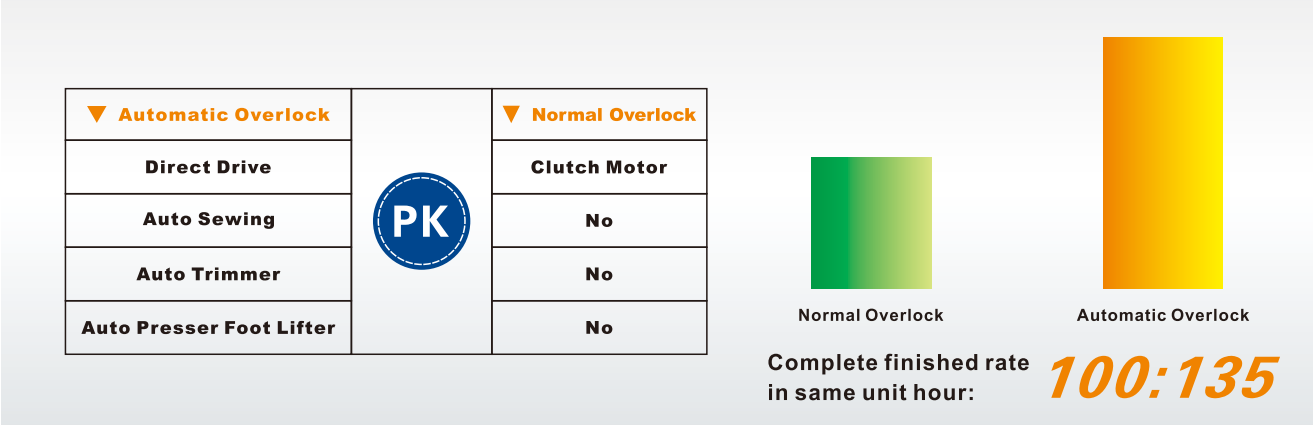 ▼ Automatic Overlock
Direct Drive
Auto Sewing
Auto Trimmer
Auto Presser Foot Lifter
PK
▼ Normal Overlock
Clutch Motor
No
No
No
Normal Overlock
Automatic Overlock
Complete finished rate
in same unit hour:
100:135